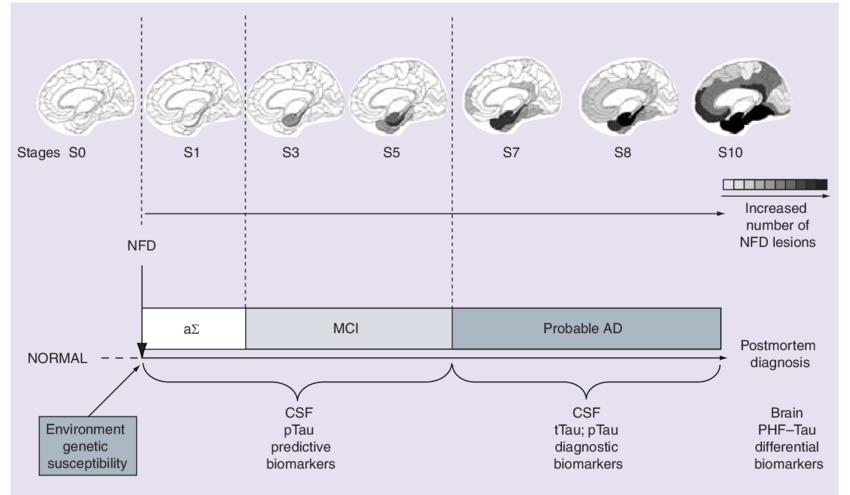 Stages S0
S1
S3
S5
S7
S8
S10
Increased
number of
NFD lesions
NFD
aΣ
MCI
Probable AD
NORMAL
Postmortem
diagnosis
Environment
genetic
susceptibility
CSF
pTau
predictive
biomarkers
CSF
tTau; pTau
diagnostic
biomarkers
Brain
PHF–Tau
differential
biomarkers